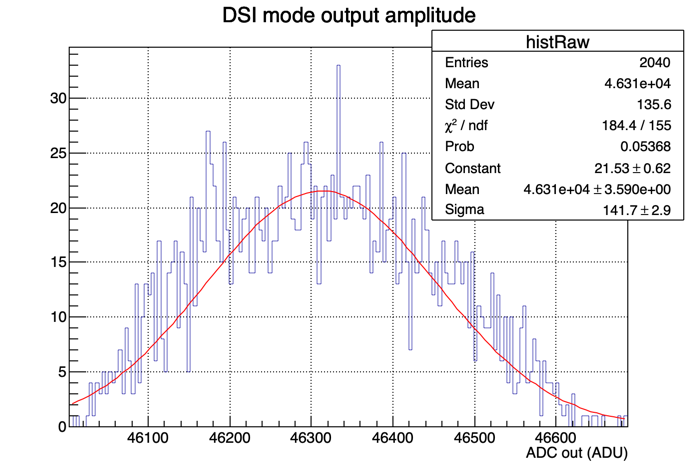 DSI mode output amplitude
histRaw
Entries 2040
Mean 4.631e+04
Std Dev 135.6
χ² / ndf 184.4 / 155
Prob 0.05368
Constant 21.53 ± 0.62
Mean 4.631e+04 ± 3.590e+00
Sigma 141.7 ± 2.9
30
25
20
15
10
5
0
46100 46200 46300 46400 46500 46600
ADC out (ADU)